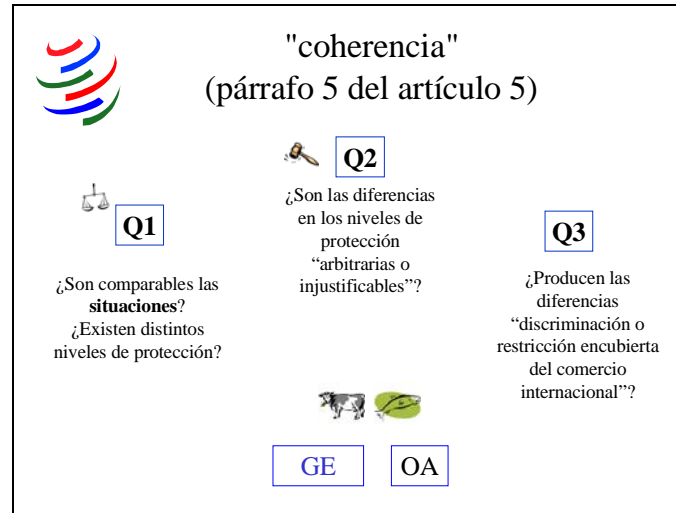 "coherencia"
(párrafo 5 del artículo 5)
Q1
¿Son comparables las
situaciones?
¿Existen distintos
niveles de protección?
Q2
¿Son las diferencias
en los niveles de
protección
“arbitrarias o
injustificables”?
Q3
¿Producen las
diferencias
“discriminación o
restricción encubierta
del comercio
internacional”?
GE
OA